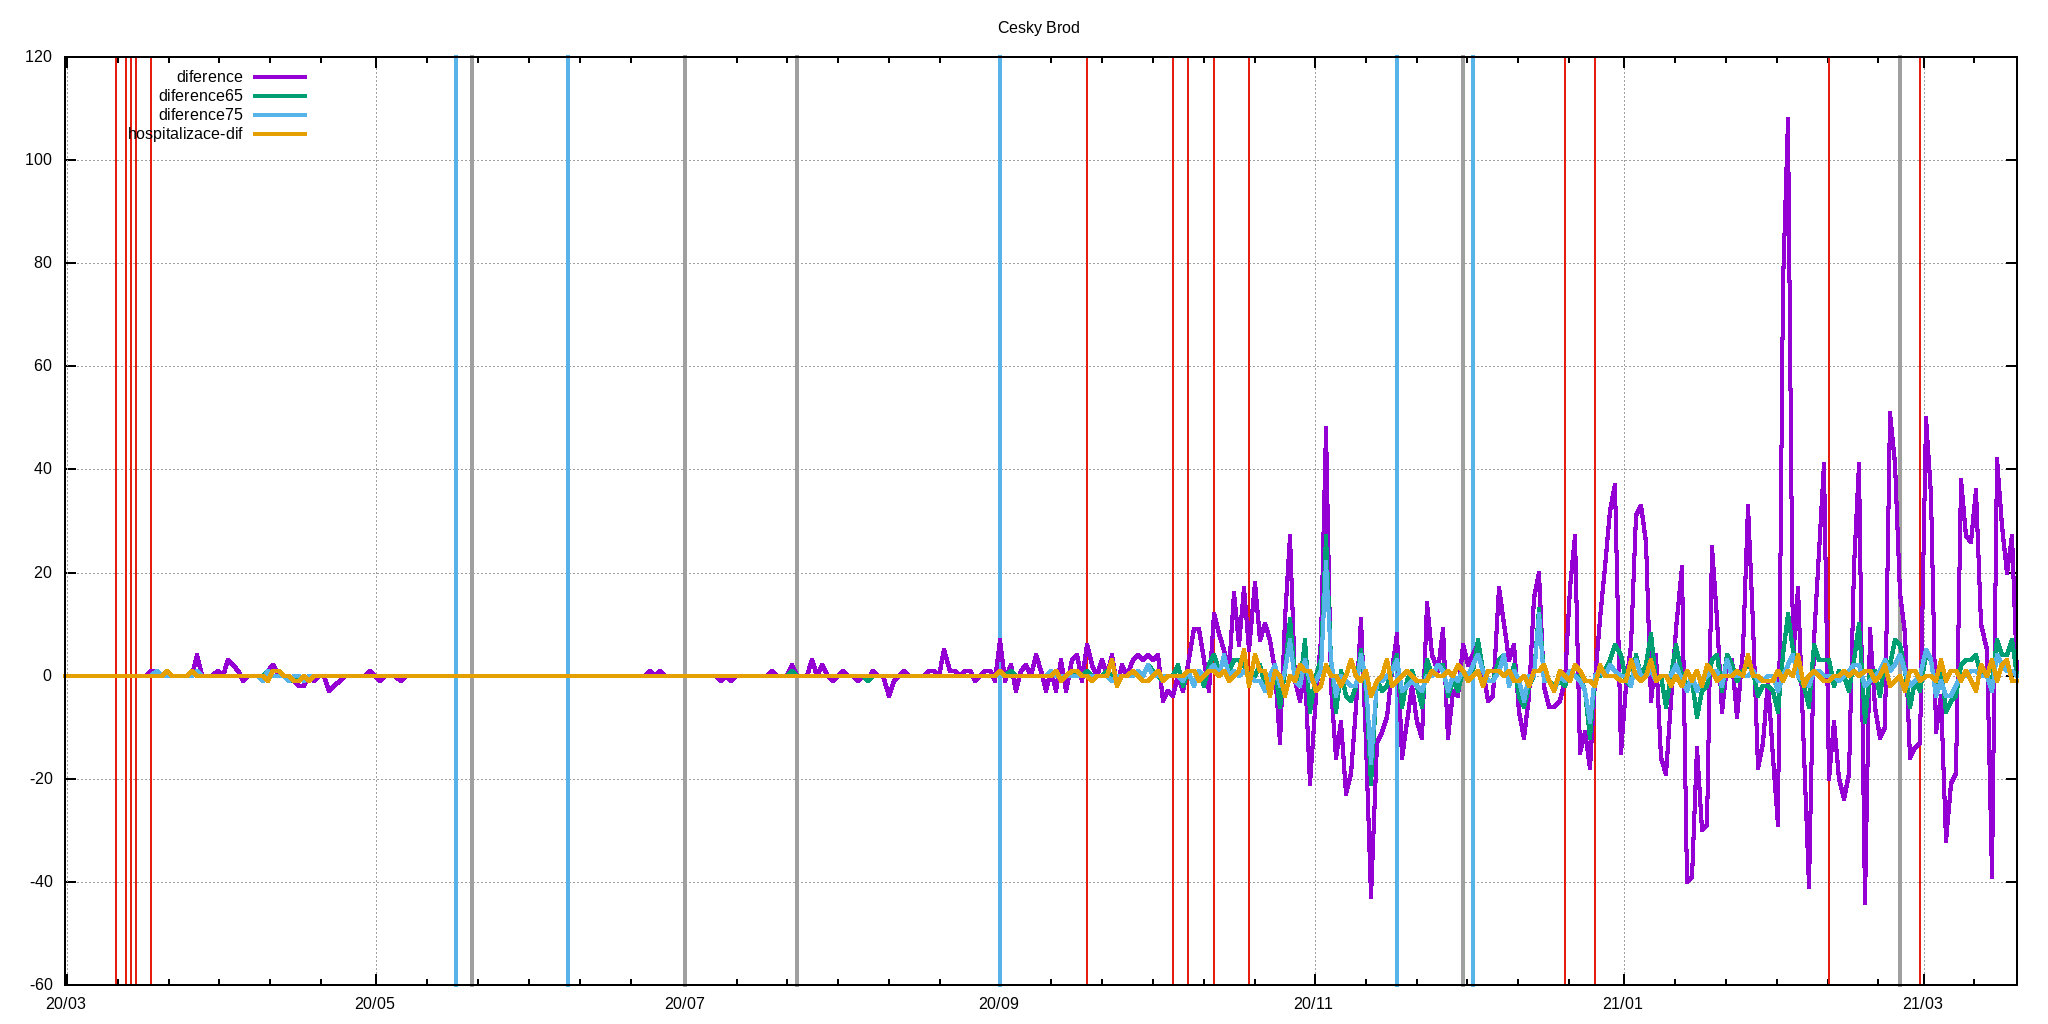 Cesky Brod
120
100
80
60
40
20
0
-20
-40
-60
diference
diference65
diference75
hospitalizace-dif
20/03 20/05 20/07 20/09 20/11 21/01 21/03